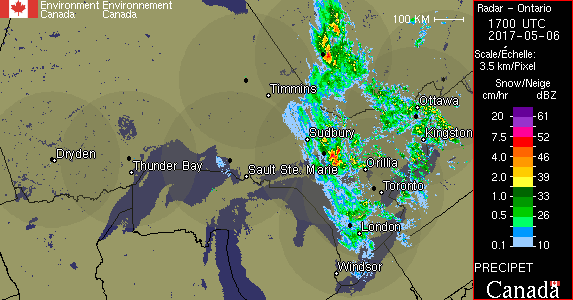 Environment Environnement
Canada Canada
100 KM
Timmins
Ottawa
Sudbury
Kingston
Dryden
Thunder Bay
Sault Ste. Marie
Orillia
Toronto
London
Windsor
Radar - Ontario
1700 UTC
2017-05-06
Scale/Échelle:
3.5 km/Pixel
Snow/Neige
cm/hr dBZ
20 61
7.5 52
4.0 46
2.0 39
1.0 33
0.5 26
0.1 10
PRECIPET
Canada